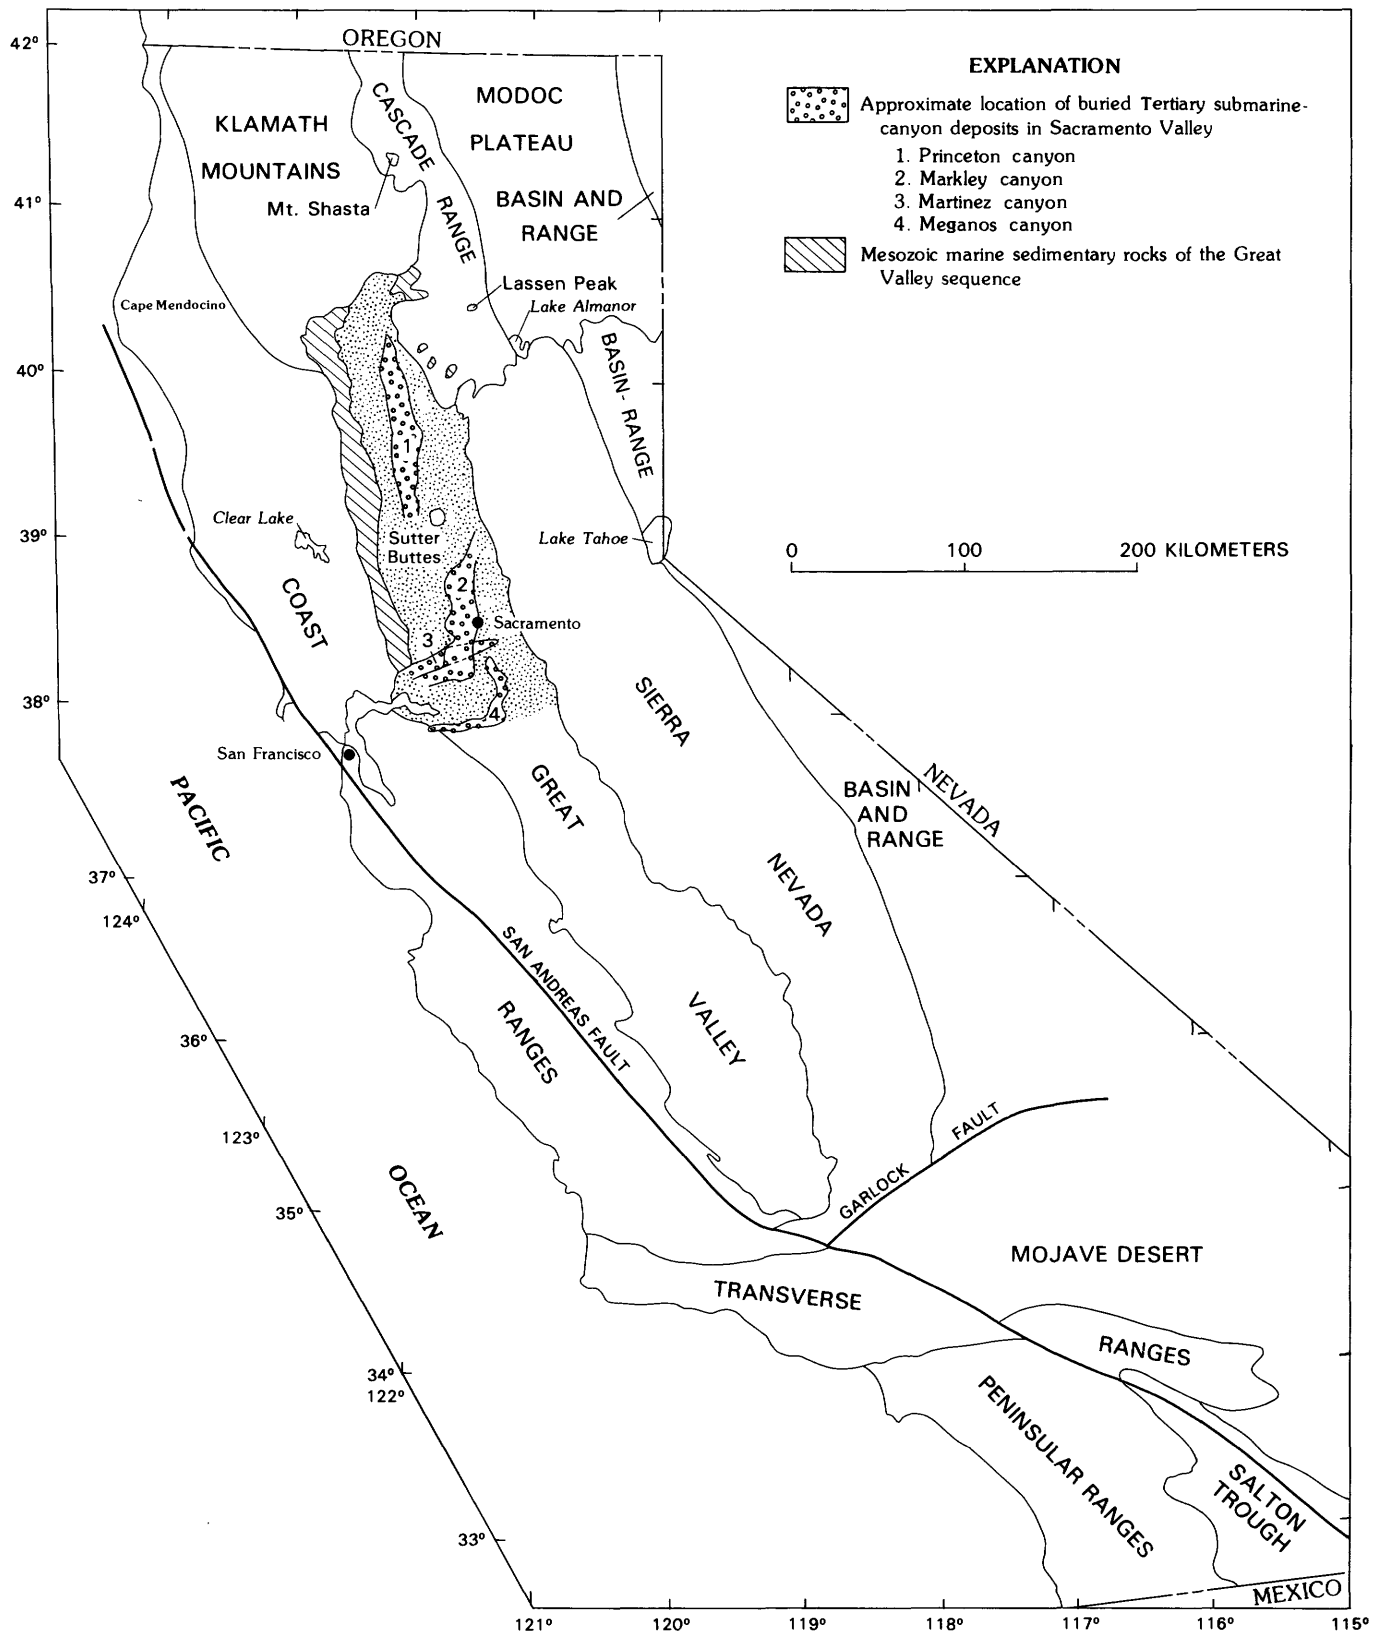 42°
OREGON
KLAMATH
MOUNTAINS
CASCADE
RANGE
MODOC
PLATEAU
Mt. Shasta
41°
BASIN AND
RANGE
EXPLANATION
Approximate location of buried Tertiary submarine-
canyon deposits in Sacramento Valley
1. Princeton canyon
2. Markley canyon
3. Martinez canyon
4. Meganos canyon
Mesozoic marine sedimentary rocks of the Great
Valley sequence
Lassen Peak
Lake Almanor
Cape Mendocino
40°
BASIN-RANGE
1
Clear Lake
39°
Sutter
Buttes
Lake Tahoe
0 100 200 KILOMETERS
2
COAST
Sacramento
3
38°
4
SIERRA
San Francisco
PACIFIC
GREAT
BASIN
AND
RANGE
NEVADA
NEVADA
37°
124°
SAN ANDREAS FAULT
RANGES
VALLEY
36°
123°
GARLOCK FAULT
OCEAN
35°
MOJAVE DESERT
TRANSVERSE
RANGES
34°
122°
PENINSULAR RANGES
SALTON
TROUGH
33°
MEXICO
121° 120° 119° 118° 117° 116° 115°